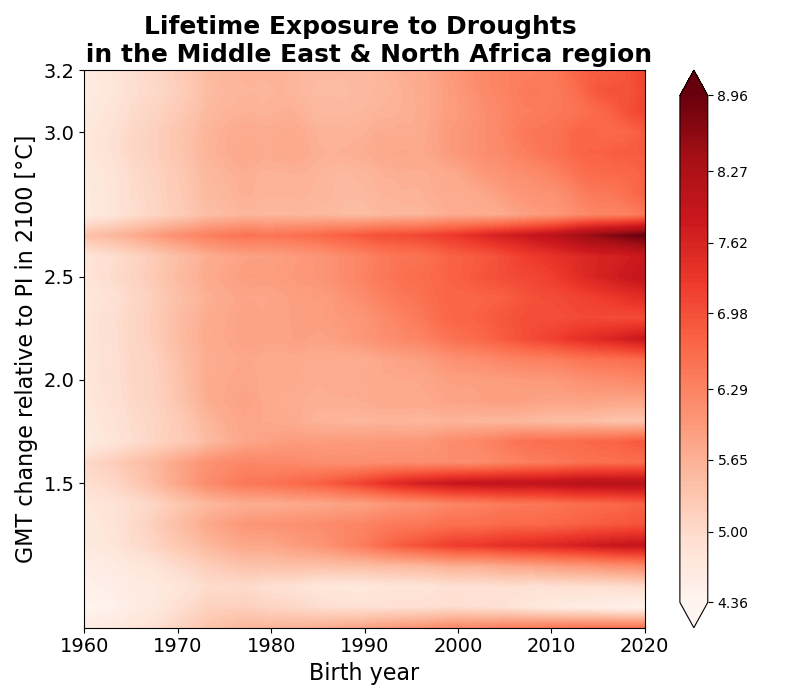 Lifetime Exposure to Droughts
in the Middle East & North Africa region
GMT change relative to PI in 2100 [°C]
3.2
3.0
2.5
2.0
1.5
1960 1970 1980 1990 2000 2010 2020
Birth year
8.96
8.27
7.62
6.98
6.29
5.65
5.00
4.36